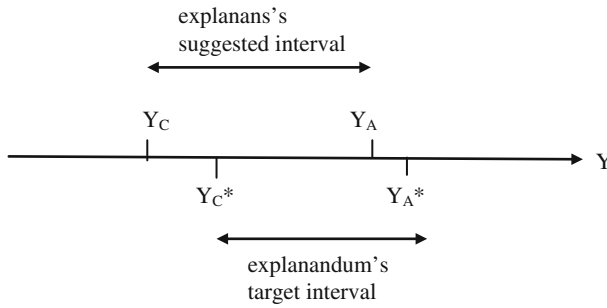 explanans's
suggested interval
Y_C Y_A
Y
Y_C* Y_A*
explanandum's
target interval